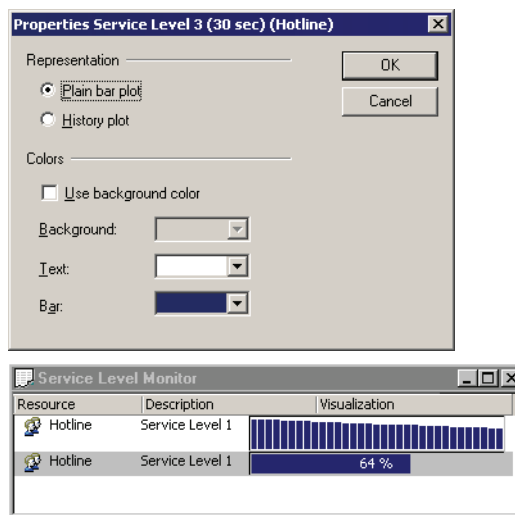 Properties Service Level 3 (30 sec) (Hotline)
Representation
OK
Plain bar plot
Cancel
History plot
Colors
Use background color
Background:
Text:
Bar:
Service Level Monitor
Resource Description Visualization
Hotline Service Level 1
Hotline Service Level 1 64 %